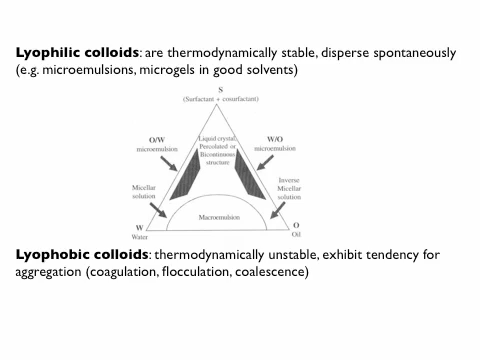 Lyophilic colloids: are thermodynamically stable, disperse spontaneously
(e.g. microemulsions, microgels in good solvents)
S
(Surfactant + cosurfactant)
O/W
microemulsion
Liquid crystal,
Percolated or
Bicontinuous
structure
W/O
microemulsion
Micellar
solution
Inverse
Micellar
solution
Macroemulsion
W
Water
O
Oil
Lyophobic colloids: thermodynamically unstable, exhibit tendency for
aggregation (coagulation, flocculation, coalescence)